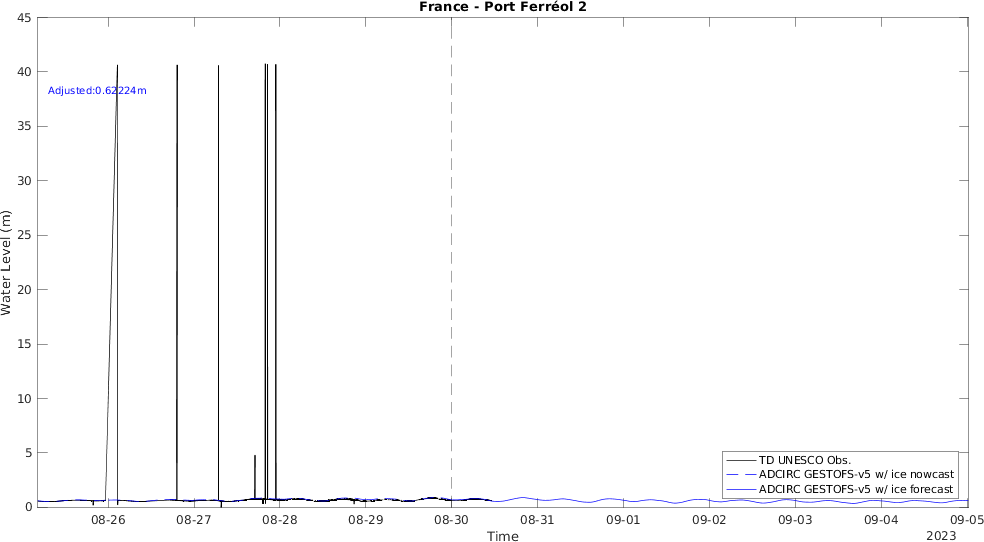 France - Port Ferréol 2
45
40
35
30
25
20
15
10
5
0
Water Level (m)
Adjusted:0.62224m
TD UNESCO Obs.
ADCIRC GESTOFS-v5 w/ ice nowcast
ADCIRC GESTOFS-v5 w/ ice forecast
08-26 08-27 08-28 08-29 08-30 08-31 09-01 09-02 09-03 09-04 09-05
Time
2023